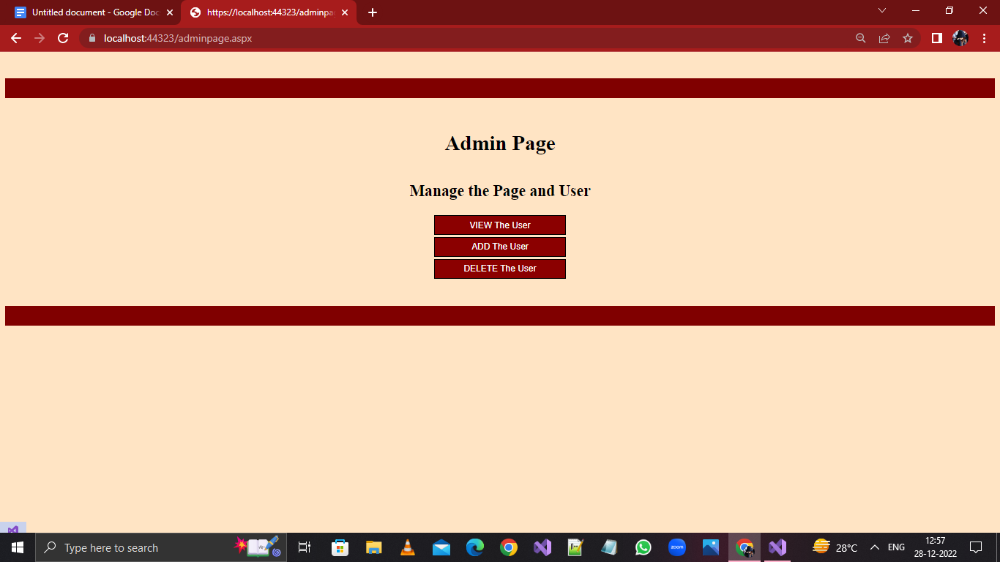 Untitled document - Google Doc
https://localhost:44323/adminpa
localhost:44323/adminpage.aspx
Admin Page
Manage the Page and User
VIEW The User
ADD The User
DELETE The User
Type here to search
zoom
28°C
ENG
12:57
28-12-2022